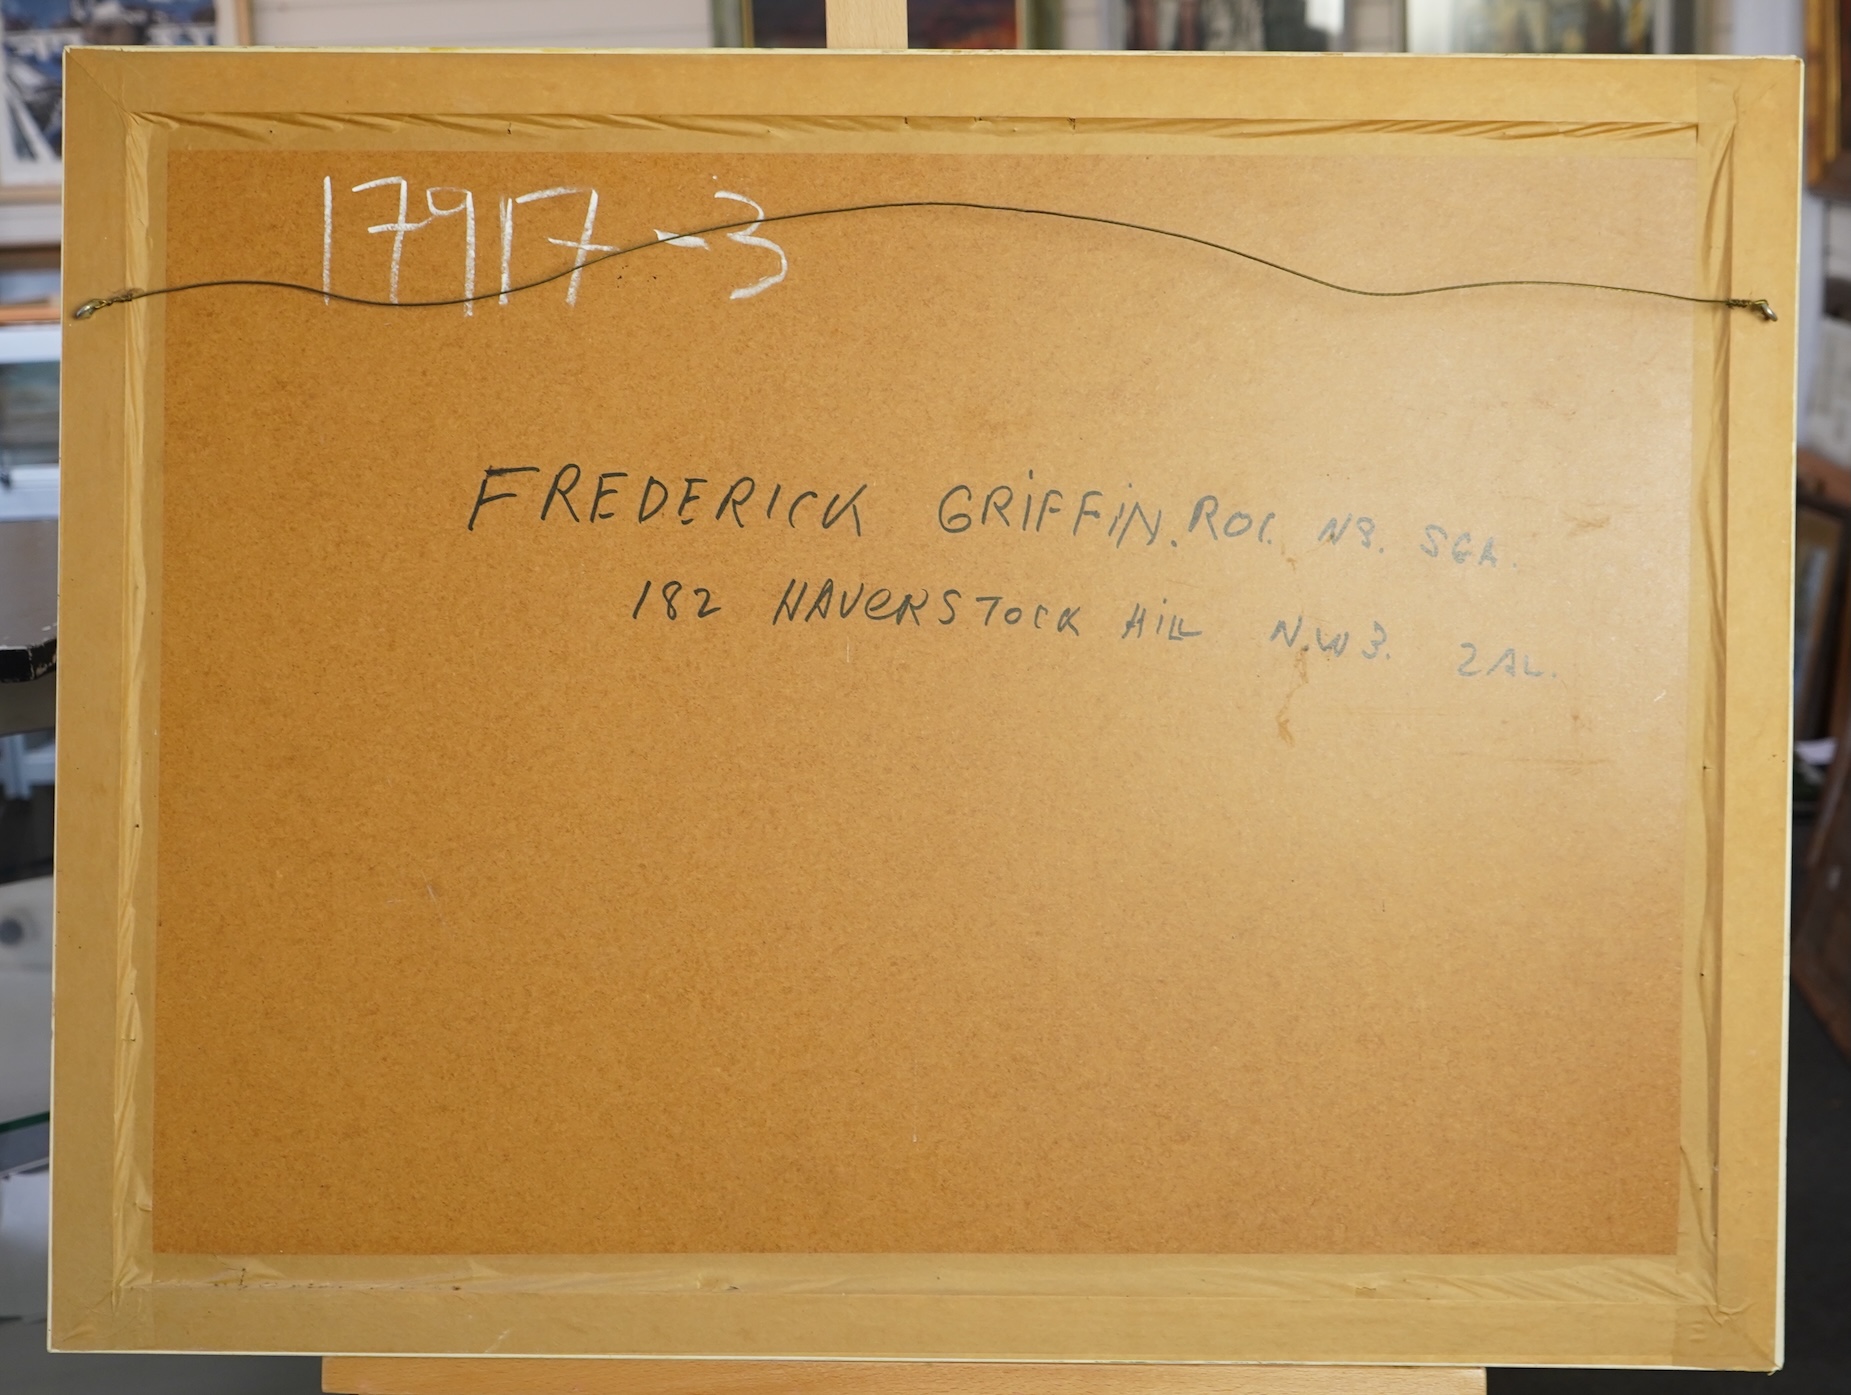 17917-3
FREDERICK GRIFFIN. ROI. NS. SGA.
182 HAVERSTOCK HILL N.W3. 2AL.